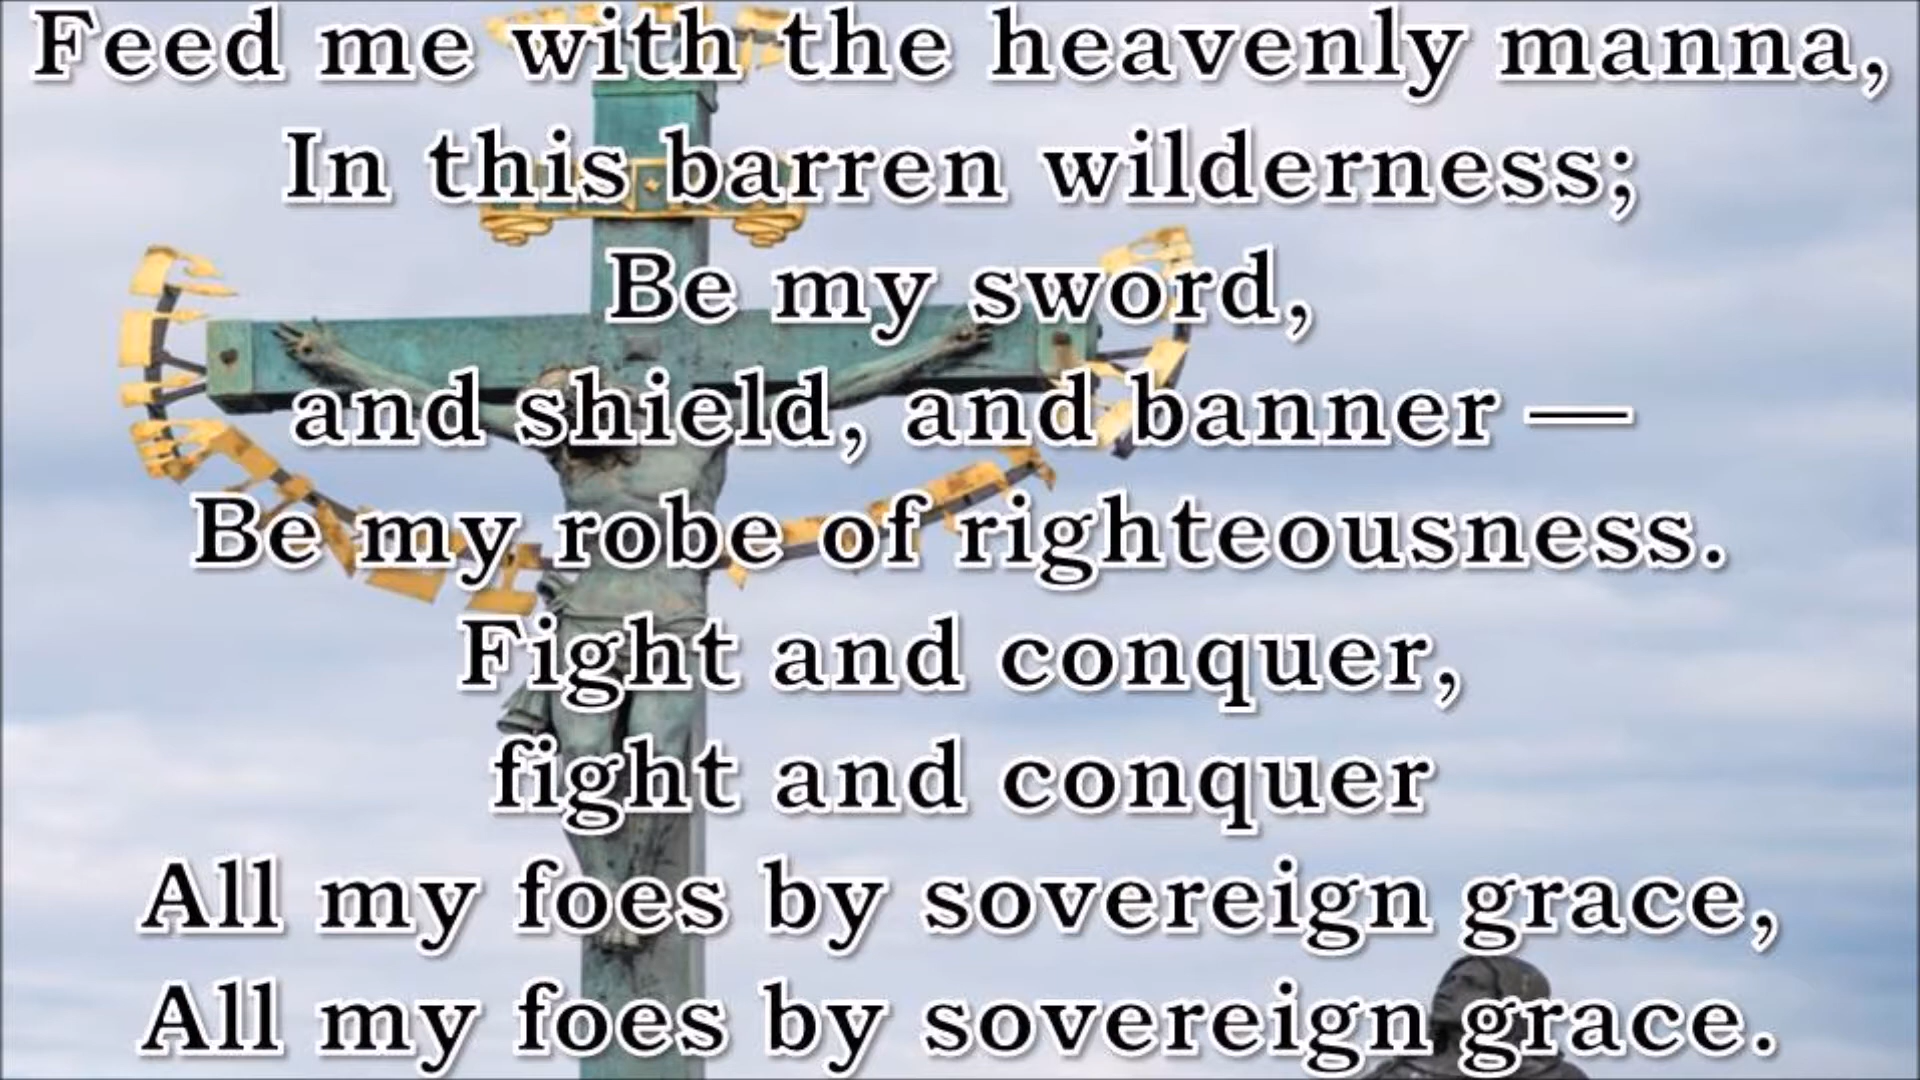 Feed me with the heavenly manna,
In this barren wilderness;
Be my sword,
and shield, and banner —
Be my robe of righteousness.
Fight and conquer,
fight and conquer
All my foes by sovereign grace,
All my foes by sovereign grace.